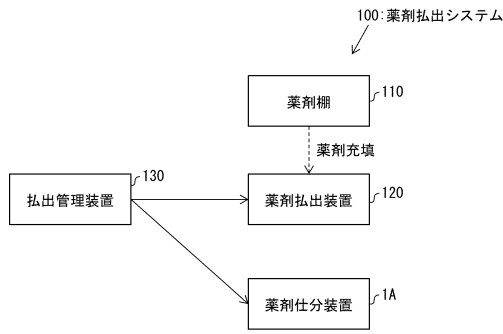 100:薬剤払出システム
薬剤棚
110
薬剤充填
130
払出管理装置
薬剤払出装置
120
薬剤仕分装置
1A